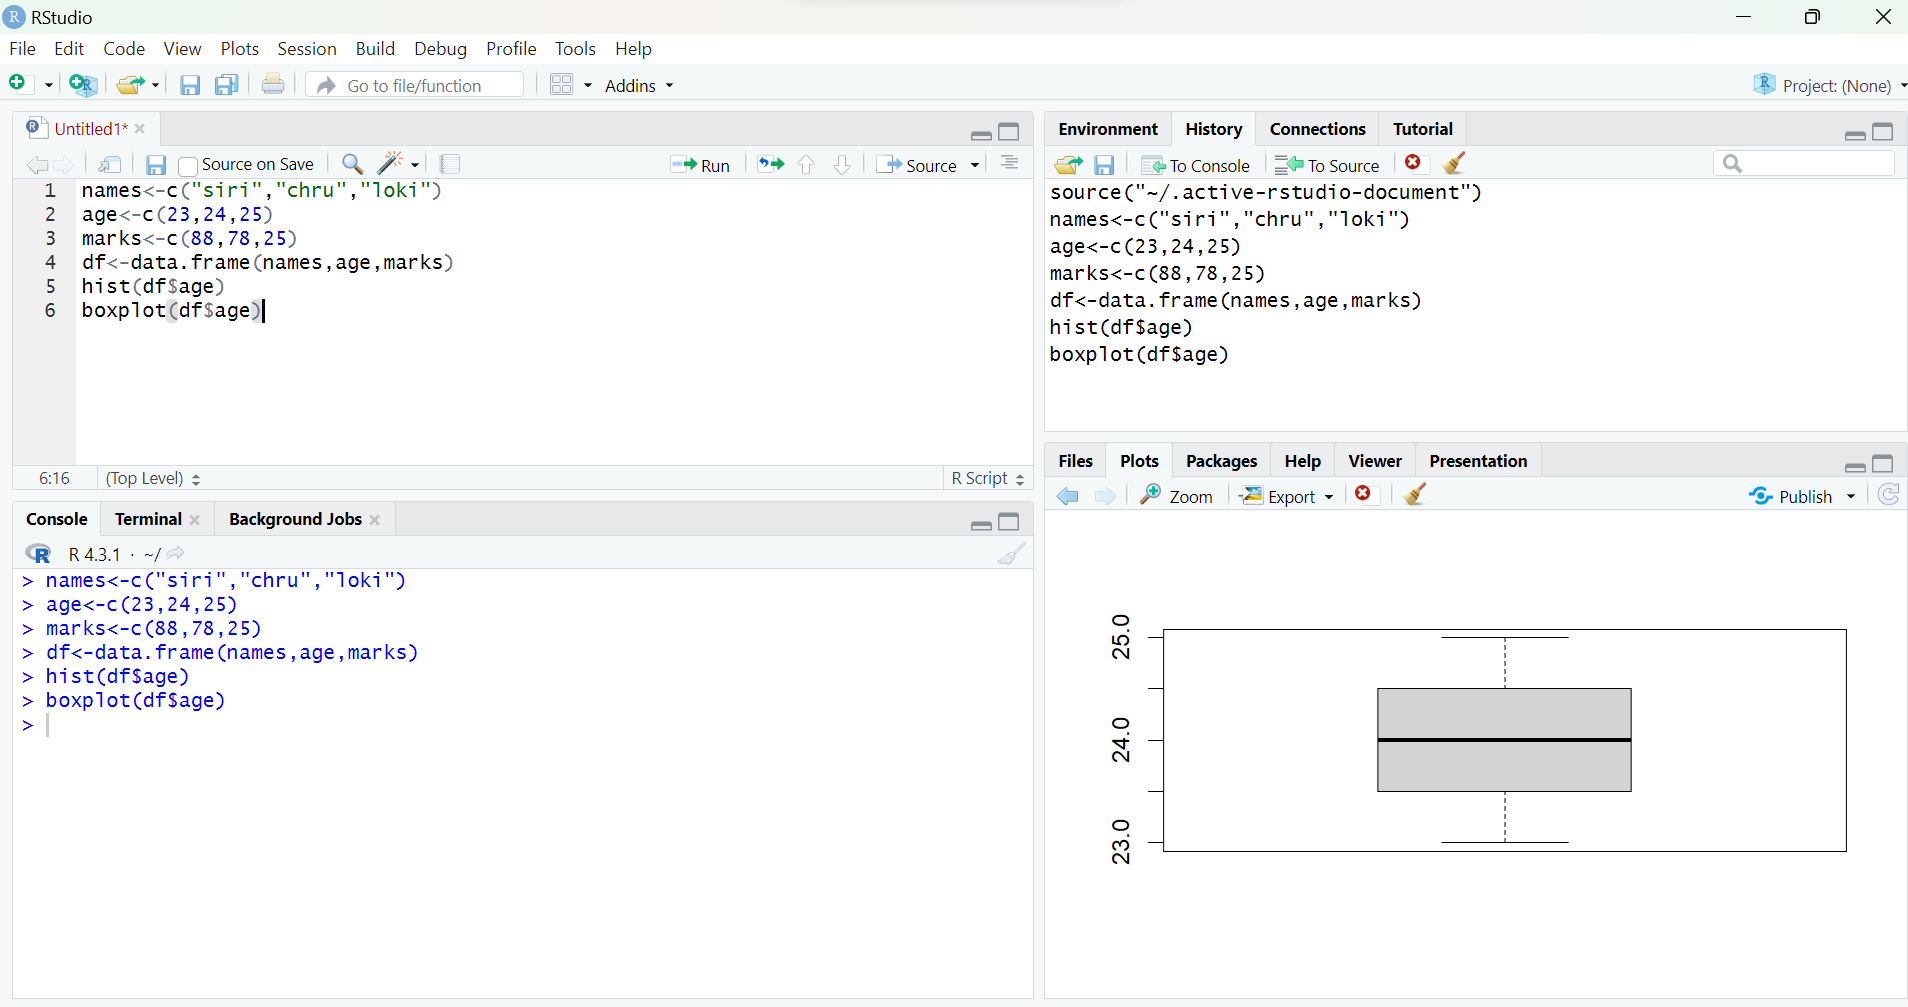 RStudio
File Edit Code View Plots Session Build Debug Profile Tools Help
Go to file/function Addins Project: (None)
Untitled1*
Source on Save Run Source
1 names<-c("siri","chru","loki")
2 age<-c(23,24,25)
3 marks<-c(88,78,25)
4 df<-data.frame(names,age,marks)
5 hist(df$age)
6 boxplot(df$age)
6:16 (Top Level) R Script
Console Terminal Background Jobs
R 4.3.1 · ~/
> names<-c("siri","chru","loki")
> age<-c(23,24,25)
> marks<-c(88,78,25)
> df<-data.frame(names,age,marks)
> hist(df$age)
> boxplot(df$age)
>
Environment History Connections Tutorial
To Console To Source
source("~/.active-rstudio-document")
names<-c("siri","chru","loki")
age<-c(23,24,25)
marks<-c(88,78,25)
df<-data.frame(names,age,marks)
hist(df$age)
boxplot(df$age)
Files Plots Packages Help Viewer Presentation
Zoom Export Publish
25.0
24.0
23.0